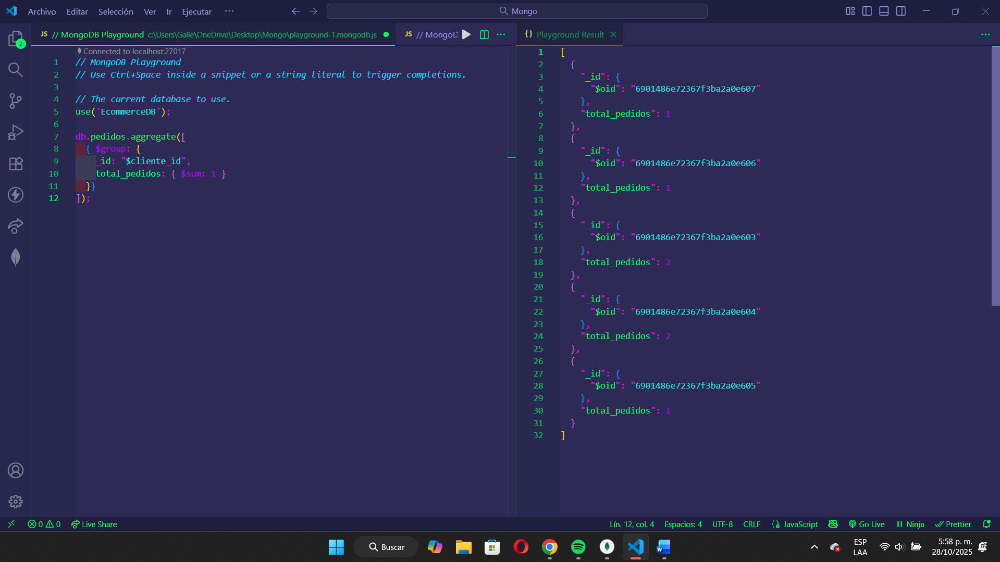 Archivo Editar Selección Ver Ir Ejecutar ···
Mongo
JS // MongoDB Playground c:\Users\Galle\OneDrive\Desktop\Mongo\playground-1.mongodb.js
JS // MongoD
{} Playground Result
2
Connected to localhost:27017
1 // MongoDB Playground
2 // Use Ctrl+Space inside a snippet or a string literal to trigger completions.
3
4 // The current database to use.
5 use('EcommerceDB');
6
7 db.pedidos.aggregate([
8 { $group: {
9 _id: "$cliente_id",
10 total_pedidos: { $sum: 1 }
11 }}
12 ]);
1 [
2 {
3 "_id": {
4 "$oid": "6901486e72367f3ba2a0e607"
5 },
6 "total_pedidos": 1
7 },
8 {
9 "_id": {
10 "$oid": "6901486e72367f3ba2a0e606"
11 },
12 "total_pedidos": 1
13 },
14 {
15 "_id": {
16 "$oid": "6901486e72367f3ba2a0e603"
17 },
18 "total_pedidos": 2
19 },
20 {
21 "_id": {
22 "$oid": "6901486e72367f3ba2a0e604"
23 },
24 "total_pedidos": 2
25 },
26 {
27 "_id": {
28 "$oid": "6901486e72367f3ba2a0e605"
29 },
30 "total_pedidos": 1
31 }
32 ]
0 0 Live Share
Lín. 12, col. 4 Espacios: 4 UTF-8 CRLF {} JavaScript Go Live Ninja Prettier
Buscar
ESP
LAA
5:58 p. m.
28/10/2025